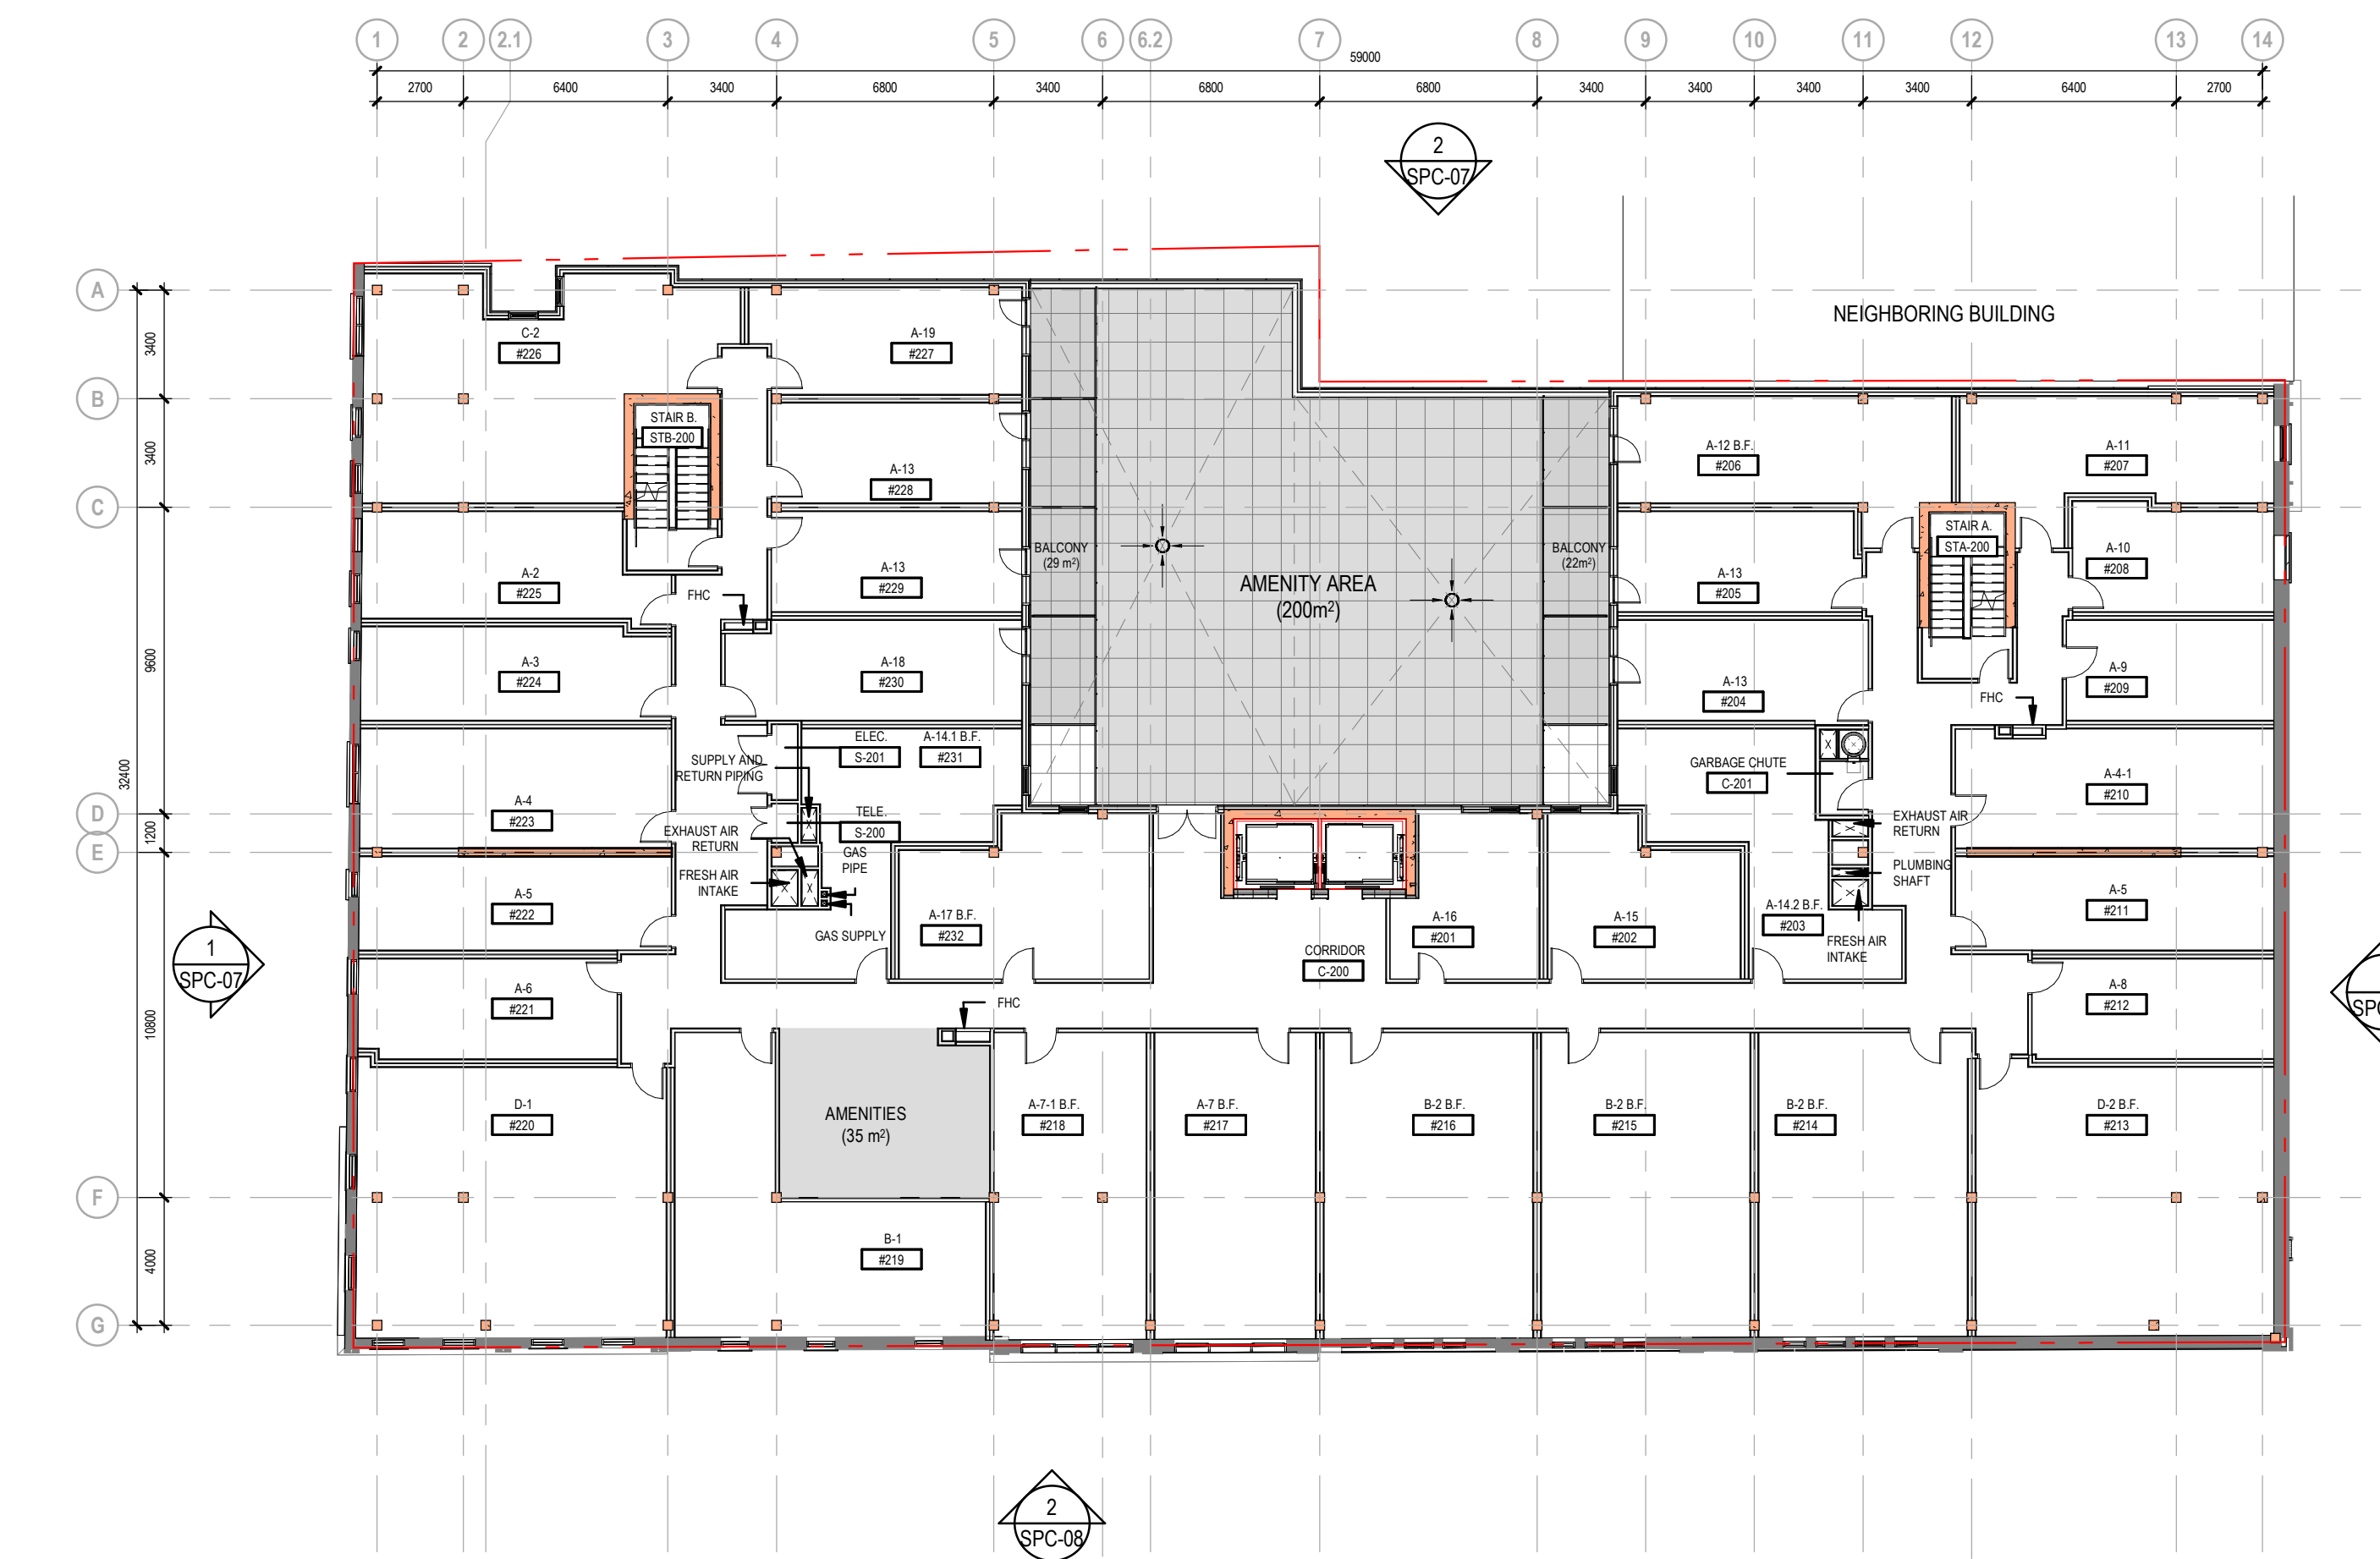 1 2 2.1 3 4 5 6 6.2 7 8 9 10 11 12 13 14
59000
2700 6400 3400 6800 3400 6800 6800 3400 3400 3400 3400 6400 2700
2
SPC-07
A
B
C
D
E
F
G
3400
3400
9600
1200
10800
4000
32400
NEIGHBORING BUILDING
C-2
#226
A-19
#227
STAIR B.
STB-200
A-13
#228
A-12 B.F.
#206
A-11
#207
A-2
#225
FHC
A-13
#229
BALCONY
(29 m²)
AMENITY AREA
(200m²)
BALCONY
(22m²)
A-13
#205
STAIR A.
STA-200
A-10
#208
A-3
#224
A-18
#230
A-13
#204
A-9
#209
FHC
SUPPLY AND
RETURN PIPING
ELEC.
S-201
A-14.1 B.F.
#231
GARBAGE CHUTE
C-201
A-4-1
#210
A-4
#223
TELE.
S-200
EXHAUST AIR
RETURN
GAS
PIPE
FRESH AIR
INTAKE
EXHAUST AIR
RETURN
PLUMBING
SHAFT
A-5
#222
GAS SUPPLY
A-17 B.F.
#232
A-16
#201
A-15
#202
A-14.2 B.F.
#203
FRESH AIR
INTAKE
A-5
#211
1
SPC-07
CORRIDOR
C-200
A-6
#221
FHC
A-8
#212
SPC
D-1
#220
AMENITIES
(35 m²)
A-7-1 B.F.
#218
A-7 B.F.
#217
B-2 B.F.
#216
B-2 B.F.
#215
B-2 B.F.
#214
D-2 B.F.
#213
B-1
#219
2
SPC-08